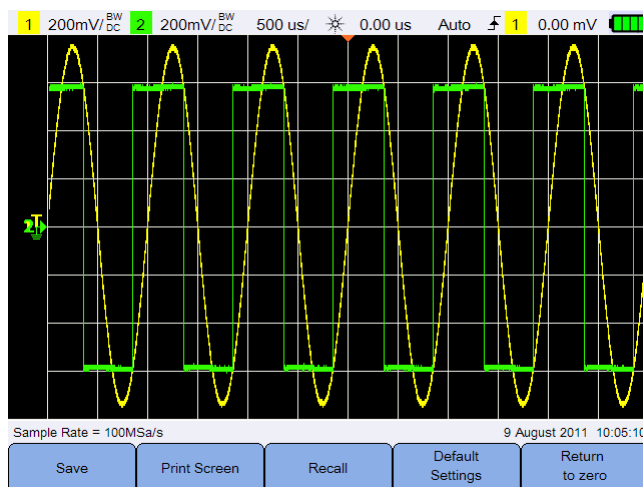 1 200mV/ BW DC 2 200mV/ BW DC 500 us/ 0.00 us Auto 1 0.00 mV
2 T
Sample Rate = 100MSa/s 9 August 2011 10:05:10
Save Print Screen Recall Default Settings Return to zero